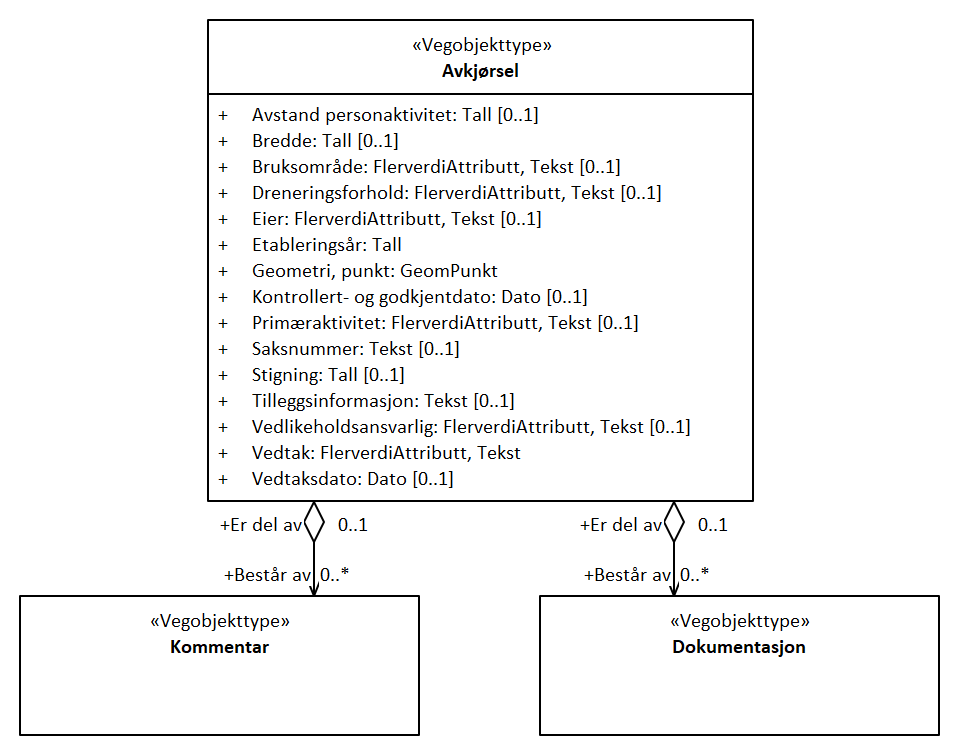 «Vegobjekttype»
Avkjørsel
+ Avstand personaktivitet: Tall [0..1]
+ Bredde: Tall [0..1]
+ Bruksområde: FlerverdiAttributt, Tekst [0..1]
+ Dreneringsforhold: FlerverdiAttributt, Tekst [0..1]
+ Eier: FlerverdiAttributt, Tekst [0..1]
+ Etableringsår: Tall
+ Geometri, punkt: GeomPunkt
+ Kontrollert- og godkjentdato: Dato [0..1]
+ Primæraktivitet: FlerverdiAttributt, Tekst [0..1]
+ Saksnummer: Tekst [0..1]
+ Stigning: Tall [0..1]
+ Tilleggsinformasjon: Tekst [0..1]
+ Vedlikeholdsansvarlig: FlerverdiAttributt, Tekst [0..1]
+ Vedtak: FlerverdiAttributt, Tekst
+ Vedtaksdato: Dato [0..1]
+Er del av 0..1 +Er del av 0..1
+Består av 0..* +Består av 0..*
«Vegobjekttype» «Vegobjekttype»
Kommentar Dokumentasjon